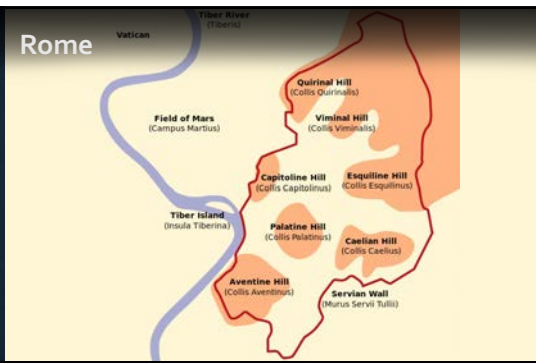 Tiber River
(Tiberis)
Vatican
Rome
Quirinal Hill
(Collis Quirinalis)
Field of Mars
(Campus Martius)
Viminal Hill
(Collis Viminalis)
Capitoline Hill
(Collis Capitolinus)
Esquiline Hill
(Collis Esquilinus)
Tiber Island
(Insula Tiberina)
Palatine Hill
(Collis Palatinus)
Caelian Hill
(Collis Caelius)
Aventine Hill
(Collis Aventinus)
Servian Wall
(Murus Servii Tullii)